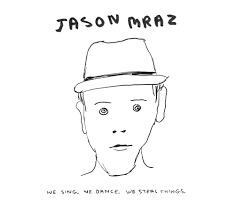 JASON MRAZ
WE SING. WE DANCE. WE STEAL THINGS.